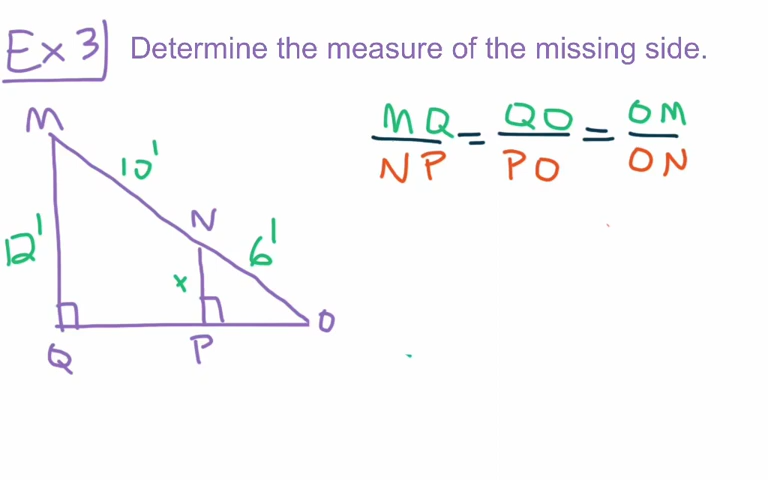 Ex 3 Determine the measure of the missing side.
M
MQ/NP = QO/PO = OM/ON
10'
N
12'
6'
x
O
P
Q